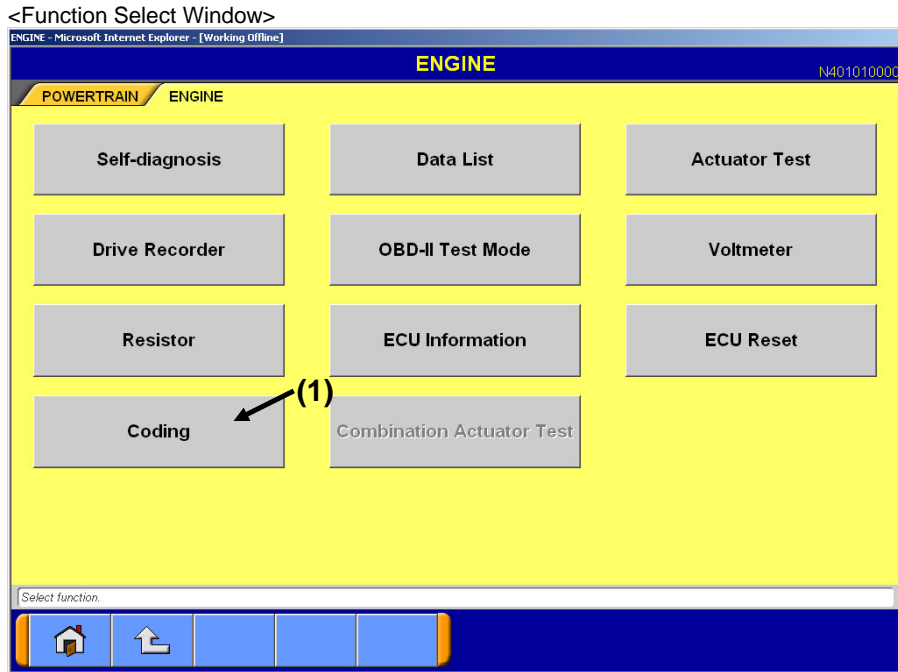 <Function Select Window>
ENGINE - Microsoft Internet Explorer - [Working Offline]
ENGINE
N401010000
POWERTRAIN ENGINE
Self-diagnosis Data List Actuator Test
Drive Recorder OBD-II Test Mode Voltmeter
Resistor ECU Information ECU Reset
(1)
Coding Combination Actuator Test
Select function.